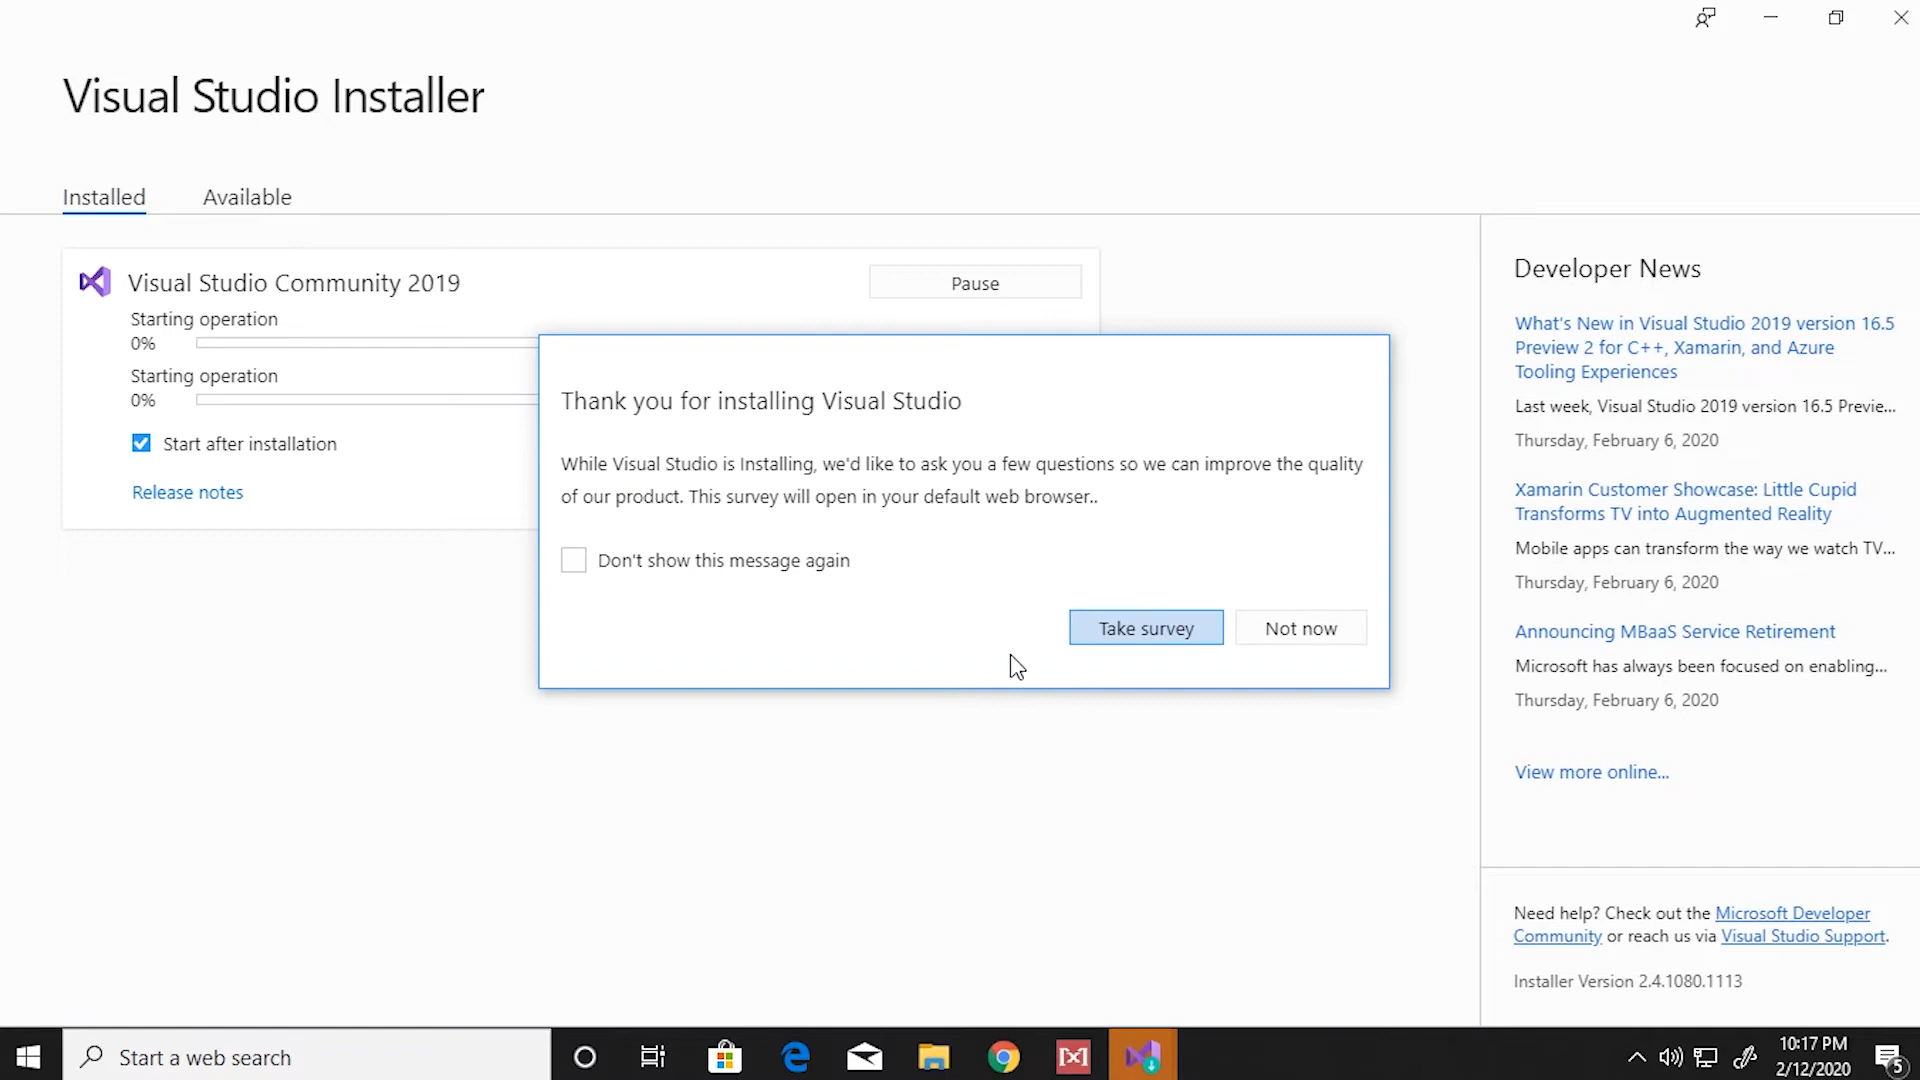 Visual Studio Installer
Installed
Available
Visual Studio Community 2019
Pause
Starting operation
0%
Starting operation
0%
Start after installation
Release notes
Thank you for installing Visual Studio
While Visual Studio is Installing, we'd like to ask you a few questions so we can improve the quality
of our product. This survey will open in your default web browser..
Don't show this message again
Take survey
Not now
Developer News
What's New in Visual Studio 2019 version 16.5
Preview 2 for C++, Xamarin, and Azure
Tooling Experiences
Last week, Visual Studio 2019 version 16.5 Previe...
Thursday, February 6, 2020
Xamarin Customer Showcase: Little Cupid
Transforms TV into Augmented Reality
Mobile apps can transform the way we watch TV...
Thursday, February 6, 2020
Announcing MBaaS Service Retirement
Microsoft has always been focused on enabling...
Thursday, February 6, 2020
View more online...
Need help? Check out the Microsoft Developer
Community or reach us via Visual Studio Support.
Installer Version 2.4.1080.1113
Start a web search
10:17 PM
2/12/2020
5